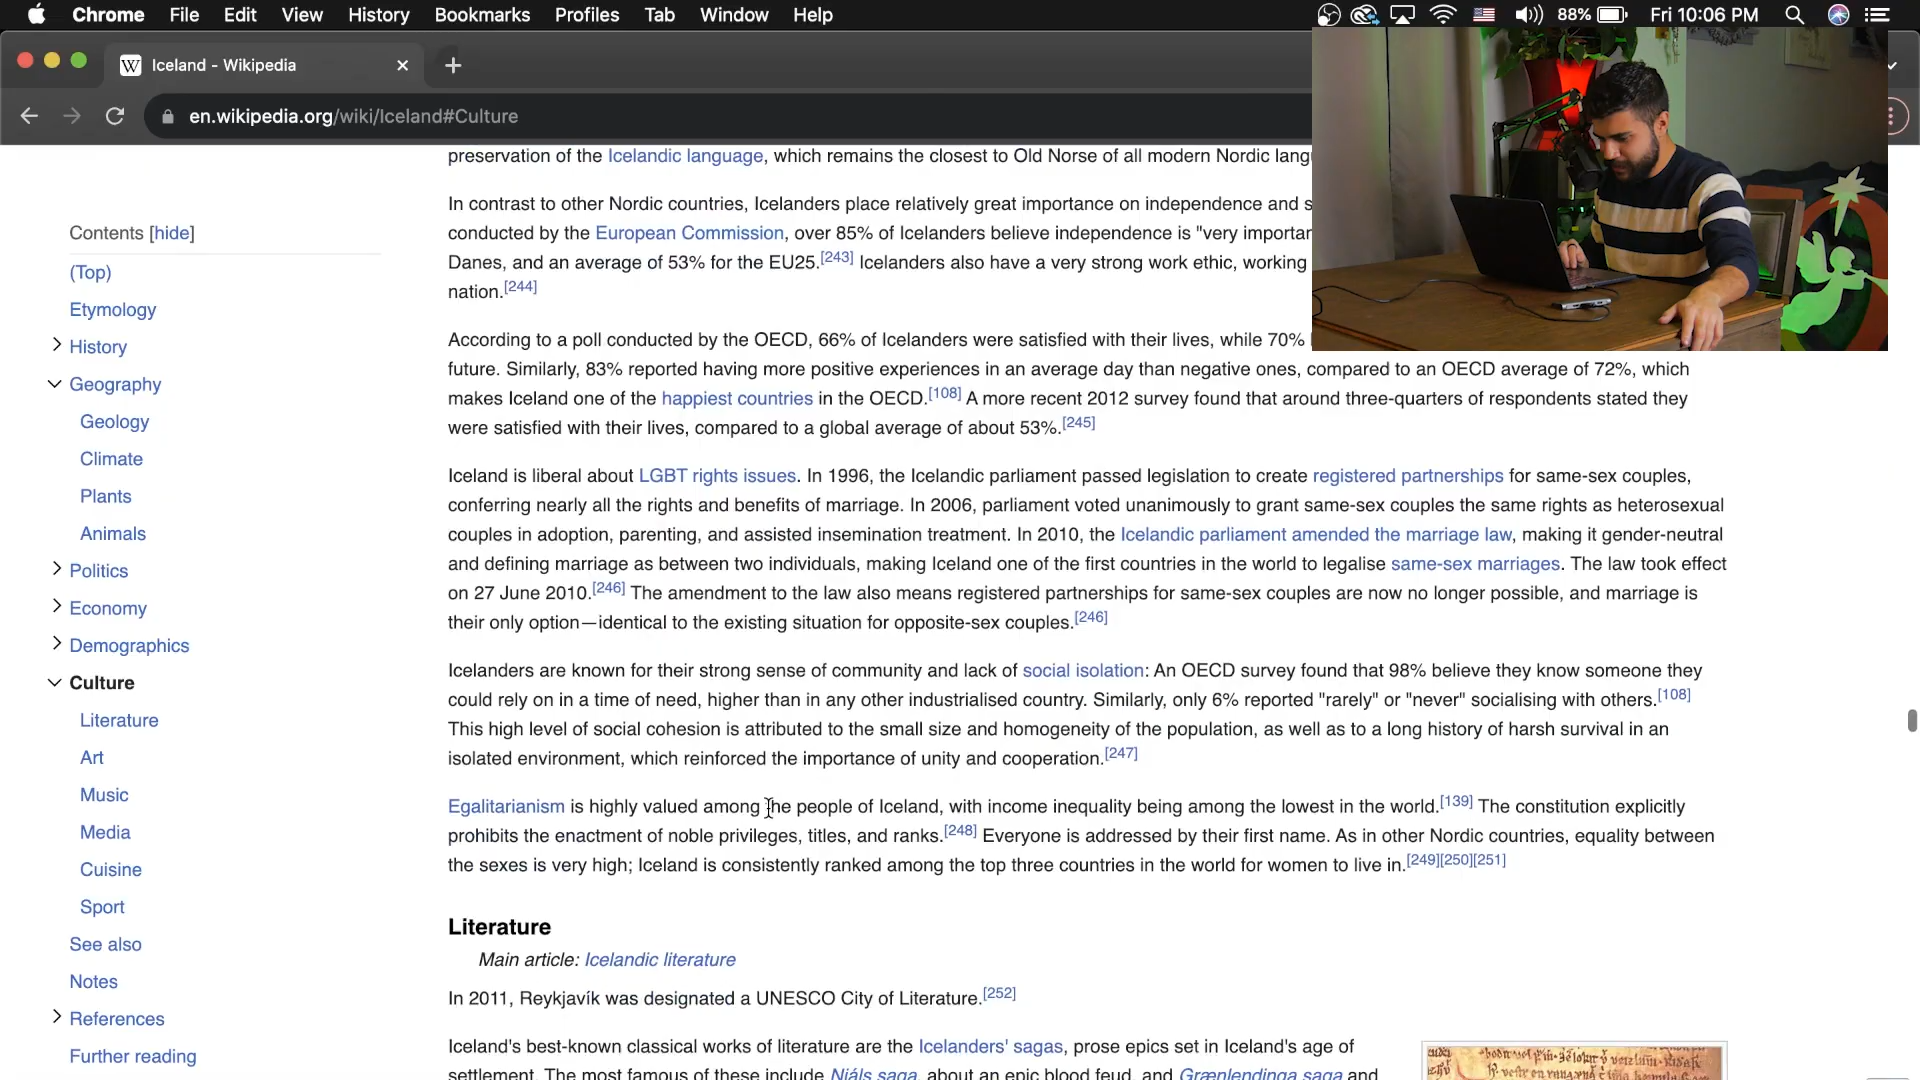 Chrome File Edit View History Bookmarks Profiles Tab Window Help 88% Fri 10:06 PM
Iceland - Wikipedia
en.wikipedia.org/wiki/Iceland#Culture
Contents [hide]
(Top)
Etymology
History
Geography
Geology
Climate
Plants
Animals
Politics
Economy
Demographics
Culture
Literature
Art
Music
Media
Cuisine
Sport
See also
Notes
References
Further reading
preservation of the Icelandic language, which remains the closest to Old Norse of all modern Nordic
In contrast to other Nordic countries, Icelanders place relatively great importance on independence and
conducted by the European Commission, over 85% of Icelanders believe independence is "very
Danes, and an average of 53% for the EU25.[243] Icelanders also have a very strong work ethic, working
nation.[244]
According to a poll conducted by the OECD, 66% of Icelanders were satisfied with their lives, while 70%
future. Similarly, 83% reported having more positive experiences in an average day than negative ones, compared to an OECD average of 72%, which
makes Iceland one of the happiest countries in the OECD.[108] A more recent 2012 survey found that around three-quarters of respondents stated they
were satisfied with their lives, compared to a global average of about 53%.[245]
Iceland is liberal about LGBT rights issues. In 1996, the Icelandic parliament passed legislation to create registered partnerships for same-sex couples,
conferring nearly all the rights and benefits of marriage. In 2006, parliament voted unanimously to grant same-sex couples the same rights as heterosexual
couples in adoption, parenting, and assisted insemination treatment. In 2010, the Icelandic parliament amended the marriage law, making it gender-neutral
and defining marriage as between two individuals, making Iceland one of the first countries in the world to legalise same-sex marriages. The law took effect
on 27 June 2010.[246] The amendment to the law also means registered partnerships for same-sex couples are now no longer possible, and marriage is
their only option—identical to the existing situation for opposite-sex couples.[246]
Icelanders are known for their strong sense of community and lack of social isolation: An OECD survey found that 98% believe they know someone they
could rely on in a time of need, higher than in any other industrialised country. Similarly, only 6% reported "rarely" or "never" socialising with others.[108]
This high level of social cohesion is attributed to the small size and homogeneity of the population, as well as to a long history of harsh survival in an
isolated environment, which reinforced the importance of unity and cooperation.[247]
Egalitarianism is highly valued among the people of Iceland, with income inequality being among the lowest in the world.[139] The constitution explicitly
prohibits the enactment of noble privileges, titles, and ranks.[248] Everyone is addressed by their first name. As in other Nordic countries, equality between
the sexes is very high; Iceland is consistently ranked among the top three countries in the world for women to live in.[249][250][251]
Literature
Main article: Icelandic literature
In 2011, Reykjavík was designated a UNESCO City of Literature.[252]
Iceland's best-known classical works of literature are the Icelanders' sagas, prose epics set in Iceland's age of
settlement. The most famous of these include Njáls saga, about an epic blood feud, and Grænlendinga saga and